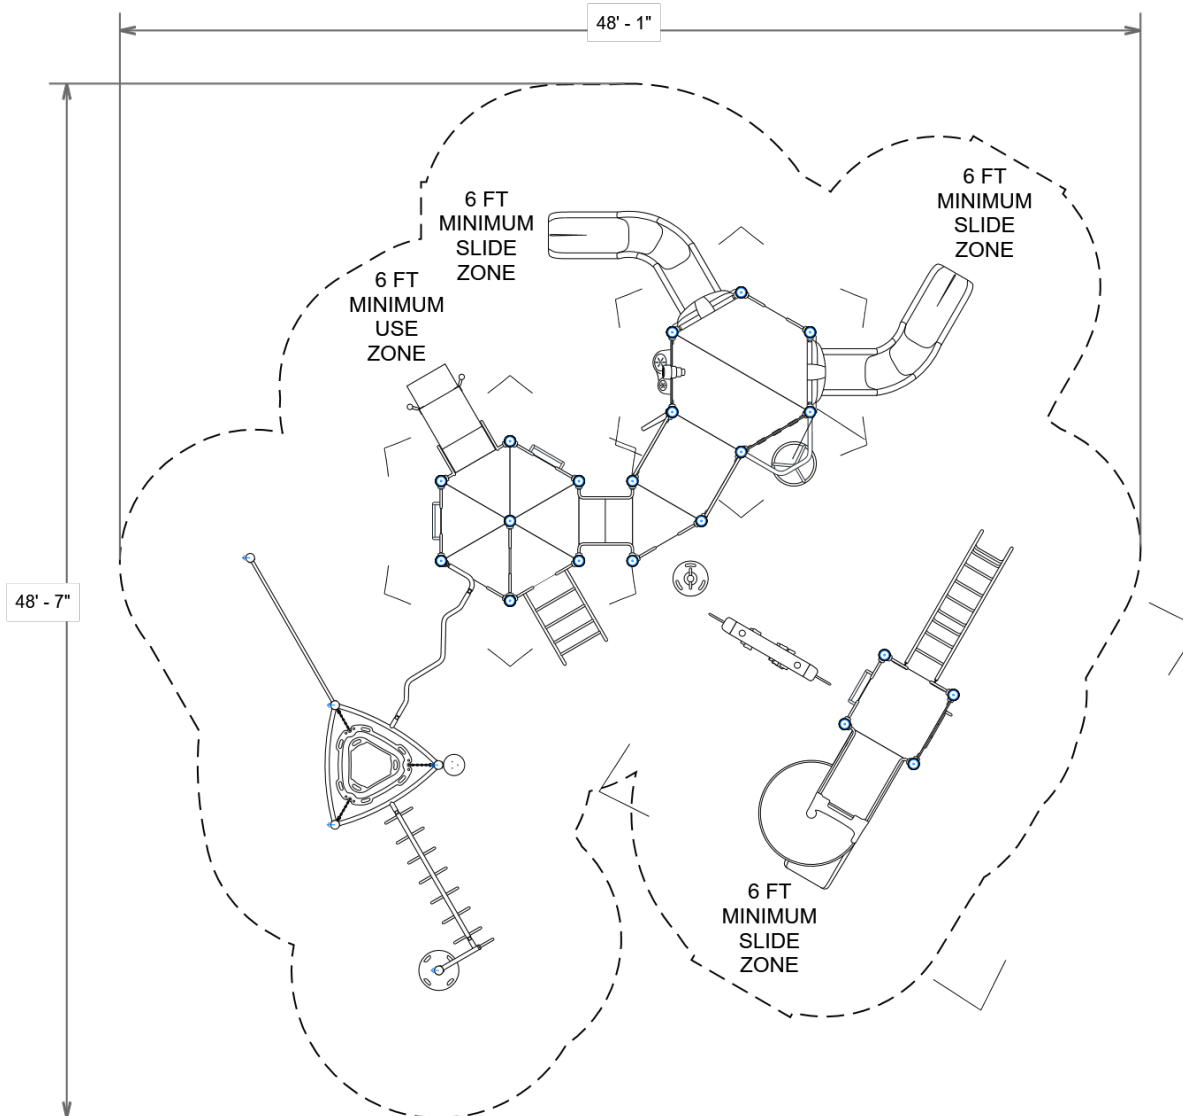 48' - 1"
6 FT
MINIMUM
SLIDE
ZONE
6 FT
MINIMUM
SLIDE
ZONE
6 FT
MINIMUM
USE
ZONE
48' - 7"
6 FT
MINIMUM
SLIDE
ZONE